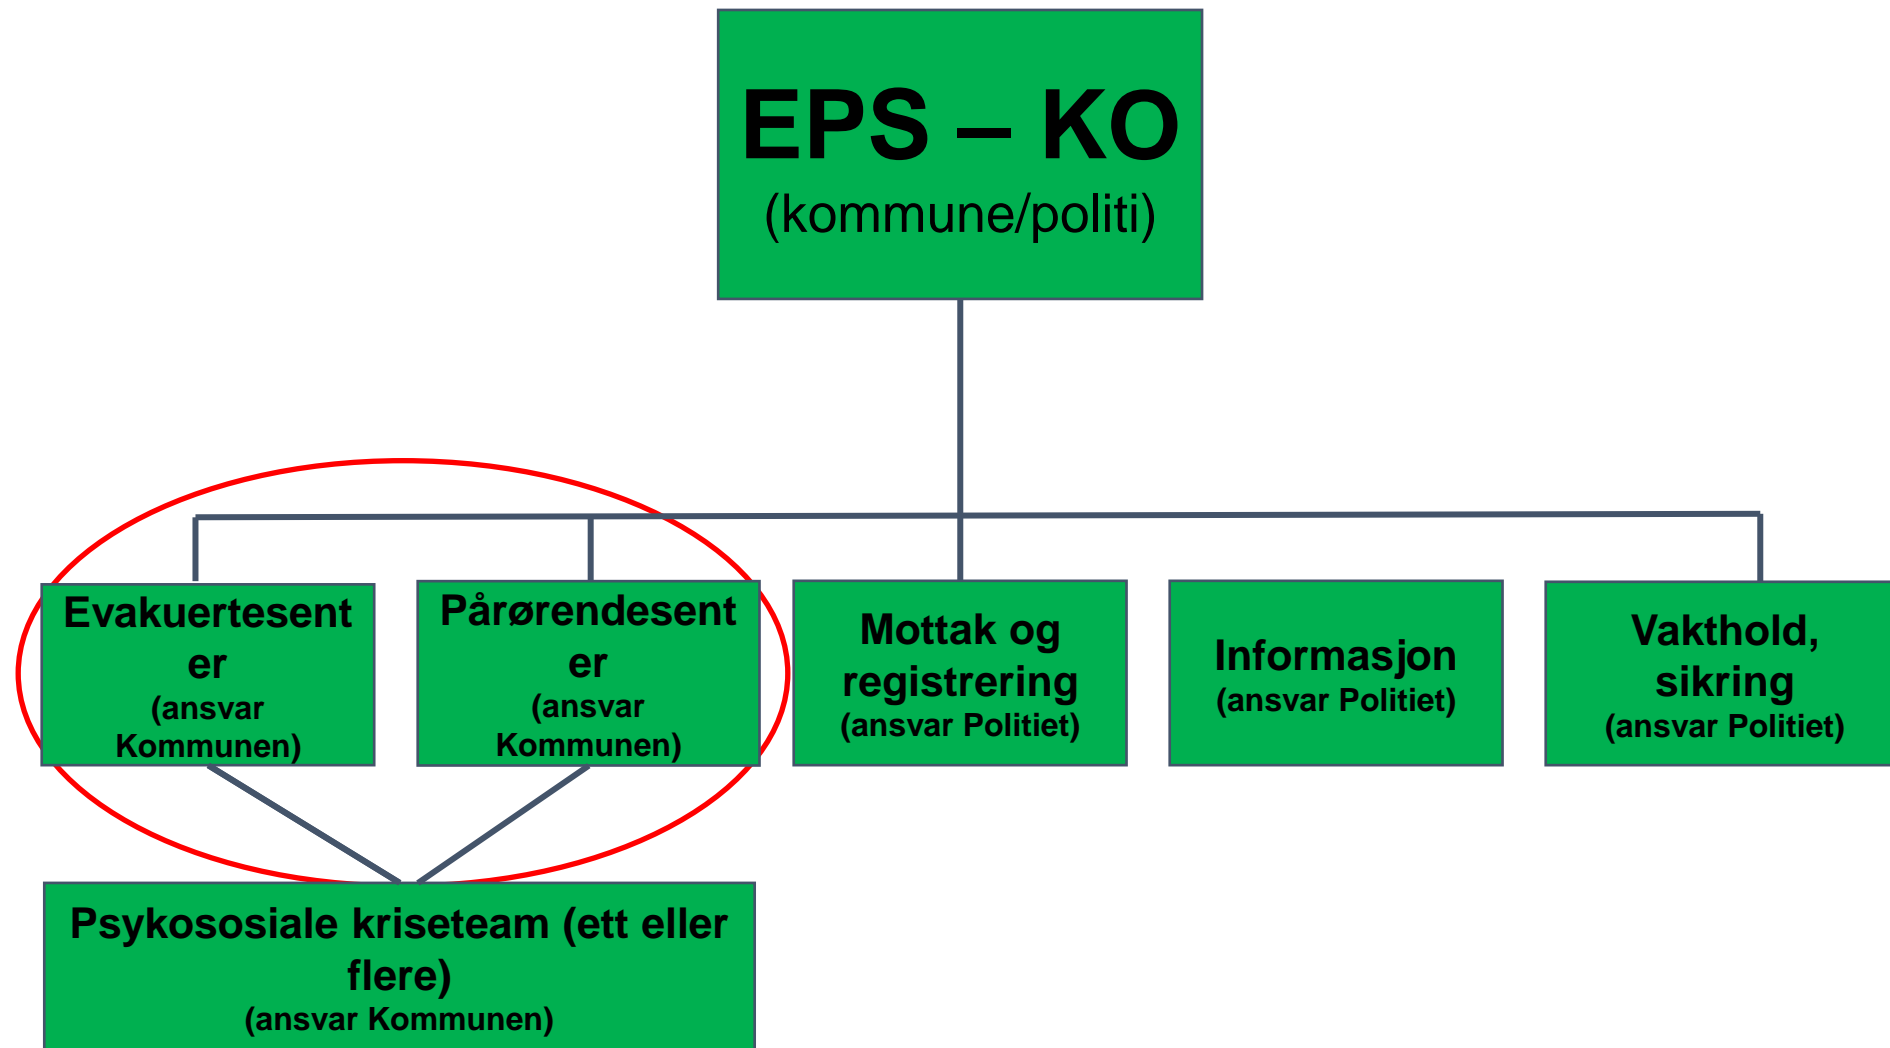 EPS – KO
(kommune/politi)
Evakuertesent
er
(ansvar
Kommunen)
Pårørendesent
er
(ansvar
Kommunen)
Mottak og
registrering
(ansvar Politiet)
Informasjon
(ansvar Politiet)
Vakthold,
sikring
(ansvar Politiet)
Psykososiale kriseteam (ett eller
flere)
(ansvar Kommunen)